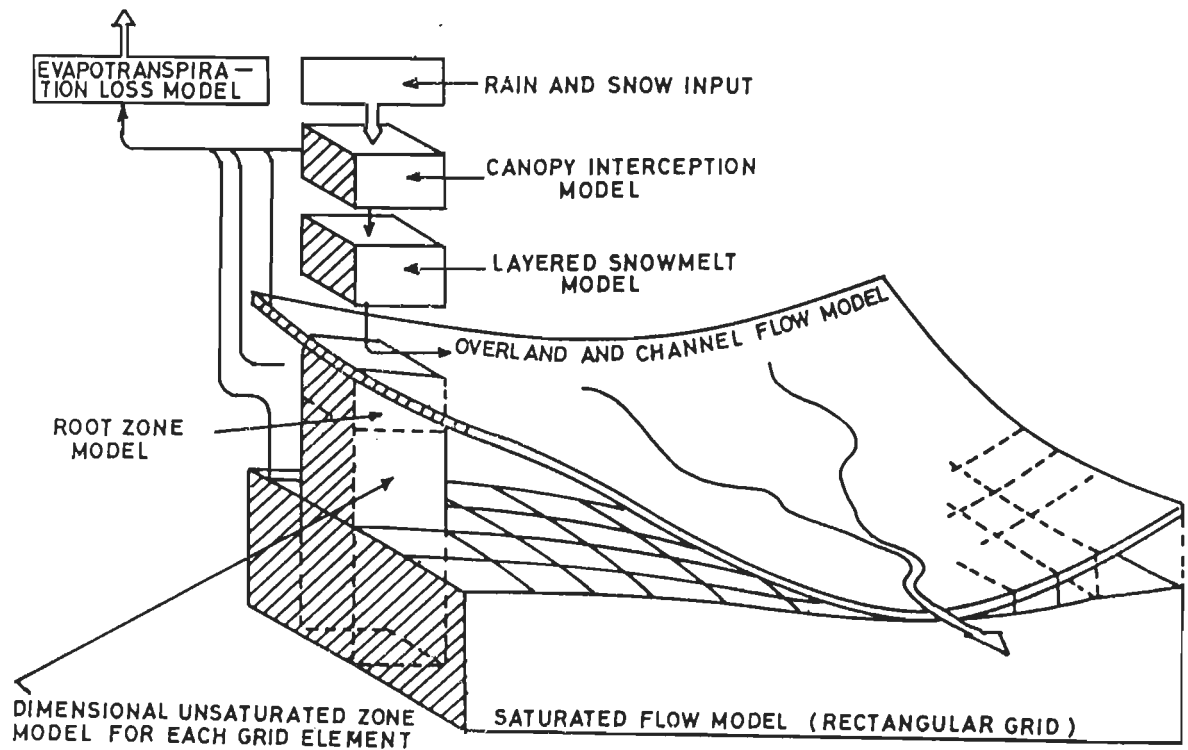 EVAPOTRANSPIRA —
TION LOSS MODEL
RAIN AND SNOW INPUT
CANOPY INTERCEPTION
MODEL
LAYERED SNOWMELT
MODEL
OVERLAND AND CHANNEL FLOW MODEL
ROOT ZONE
MODEL
DIMENSIONAL UNSATURATED ZONE
MODEL FOR EACH GRID ELEMENT
SATURATED FLOW MODEL (RECTANGULAR GRID)